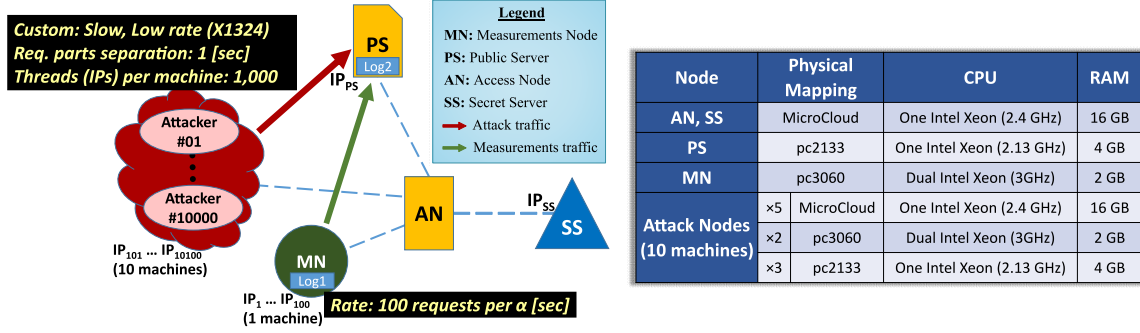 Custom: Slow, Low rate (X1324)
Req. parts separation: 1 [sec]
Threads (IPs) per machine: 1,000
PS
Log2
IP_PS
Legend
MN: Measurements Node
PS: Public Server
AN: Access Node
SS: Secret Server
Attack traffic
Measurements traffic
Attacker
#01
Attacker
#10000
IP_101 ... IP_10100
(10 machines)
AN
IP_SS
SS
MN
Log1
IP_1 ... IP_100
(1 machine)
Rate: 100 requests per α [sec]
Node Physical Mapping CPU RAM
AN, SS MicroCloud One Intel Xeon (2.4 GHz) 16 GB
PS pc2133 One Intel Xeon (2.13 GHz) 4 GB
MN pc3060 Dual Intel Xeon (3GHz) 2 GB
Attack Nodes (10 machines) ×5 MicroCloud One Intel Xeon (2.4 GHz) 16 GB
×2 pc3060 Dual Intel Xeon (3GHz) 2 GB
×3 pc2133 One Intel Xeon (2.13 GHz) 4 GB